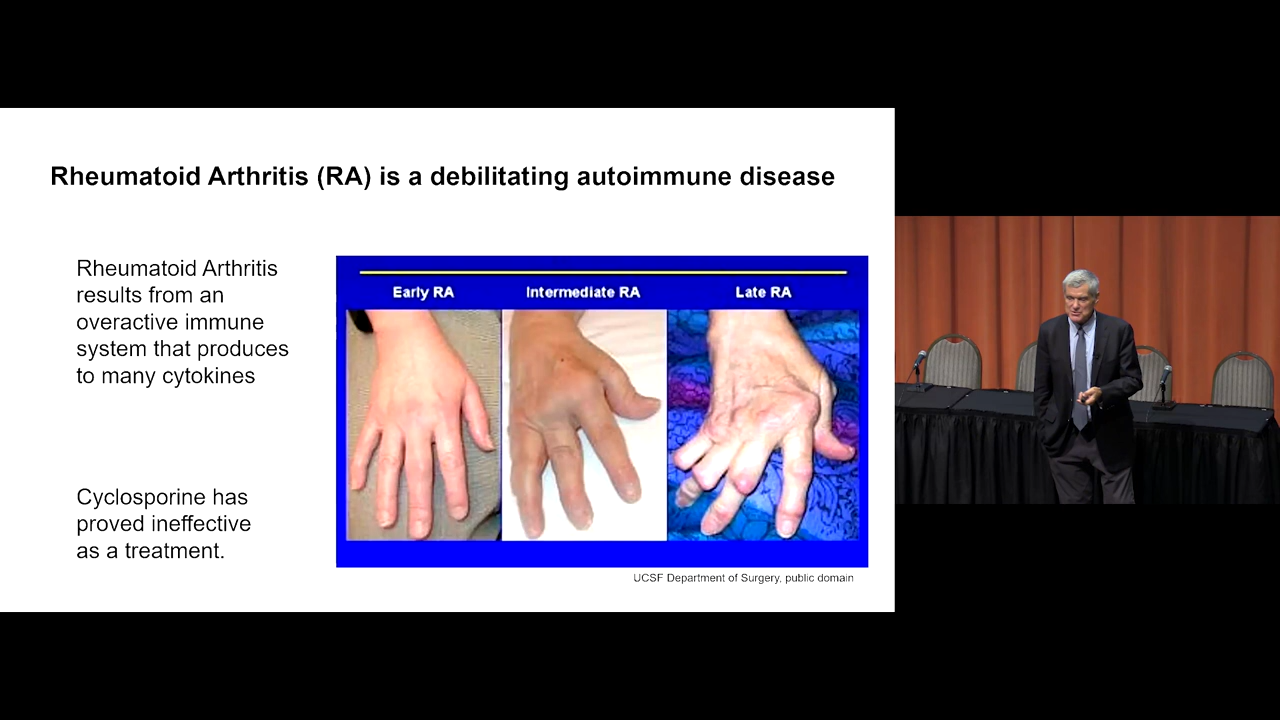 Rheumatoid Arthritis (RA) is a debilitating autoimmune disease
Rheumatoid Arthritis
results from an
overactive immune
system that produces
to many cytokines
Cyclosporine has
proved ineffective
as a treatment.
Early RA
Intermediate RA
Late RA
UCSF Department of Surgery, public domain